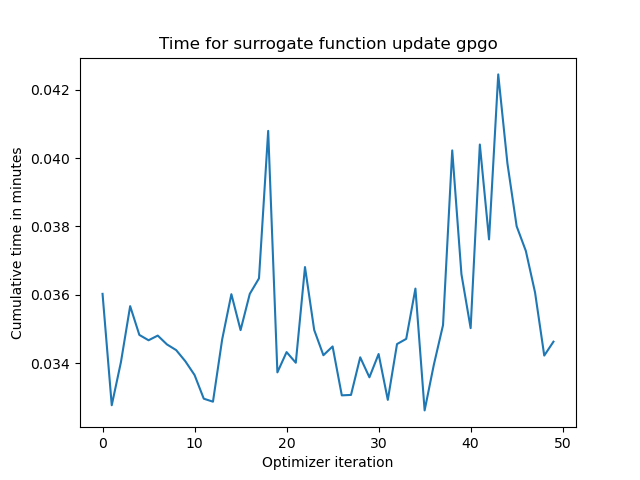 Time for surrogate function update gpgo
Cumulative time in minutes
0.042
0.040
0.038
0.036
0.034
0 10 20 30 40 50
Optimizer iteration